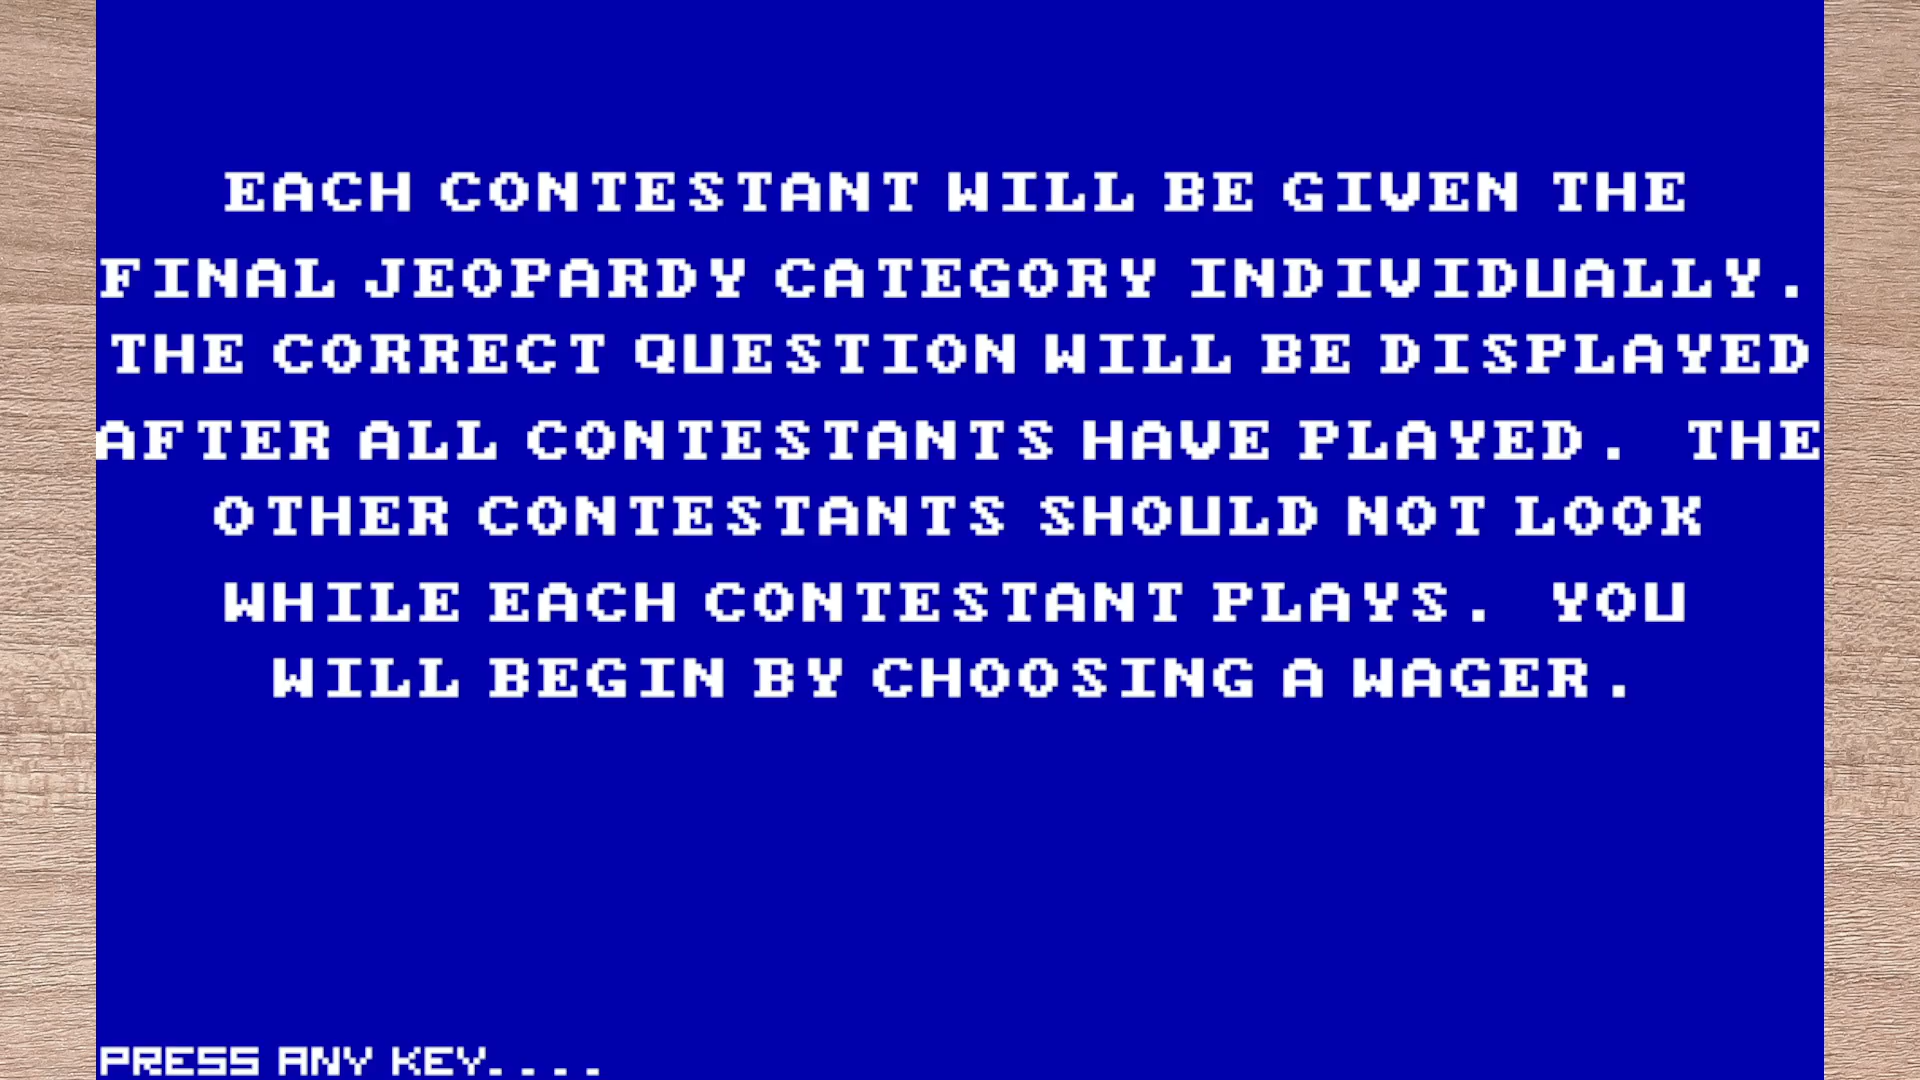 EACH CONTESTANT WILL BE GIVEN THE
FINAL JEOPARDY CATEGORY INDIVIDUALLY.
THE CORRECT QUESTION WILL BE DISPLAYED
AFTER ALL CONTESTANTS HAVE PLAYED. THE
OTHER CONTESTANTS SHOULD NOT LOOK
WHILE EACH CONTESTANT PLAYS. YOU
WILL BEGIN BY CHOOSING A WAGER.
PRESS ANY KEY....